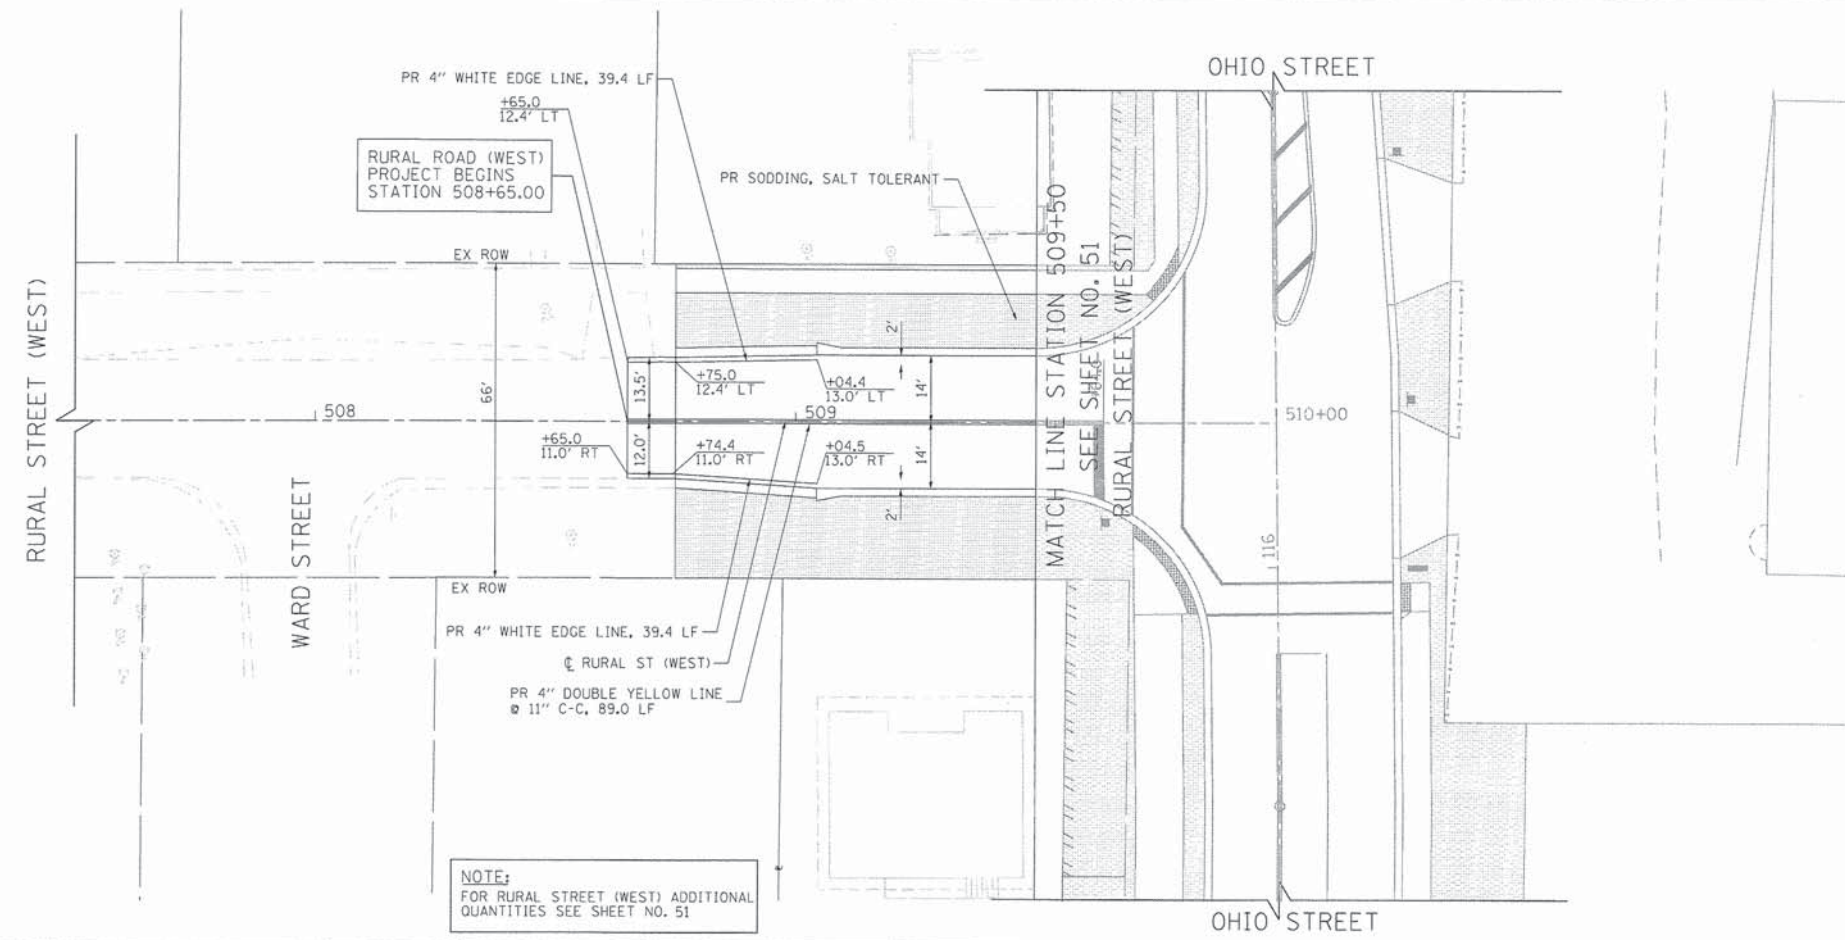 OHIO STREET
PR 4" WHITE EDGE LINE, 39.4 LF
+65.0
12.4' LT
RURAL ROAD (WEST)
PROJECT BEGINS
STATION 508+65.00
PR SODDING, SALT TOLERANT
EX ROW
RURAL STREET (WEST)
66'
508
13.5'
+75.0
12.4' LT
+04.4
13.0' LT
2'
14'
509
MATCH LINE STATION 509+50
SEE SHEET NO. 51
RURAL STREET (WEST)
510+00
+65.0
11.0' RT
12.0'
+74.4
11.0' RT
+04.5
13.0' RT
14'
2'
116
WARD STREET
EX ROW
PR 4" WHITE EDGE LINE, 39.4 LF
℄ RURAL ST (WEST)
PR 4" DOUBLE YELLOW LINE
@ 11" C-C, 89.0 LF
NOTE:
FOR RURAL STREET (WEST) ADDITIONAL
QUANTITIES SEE SHEET NO. 51
OHIO STREET